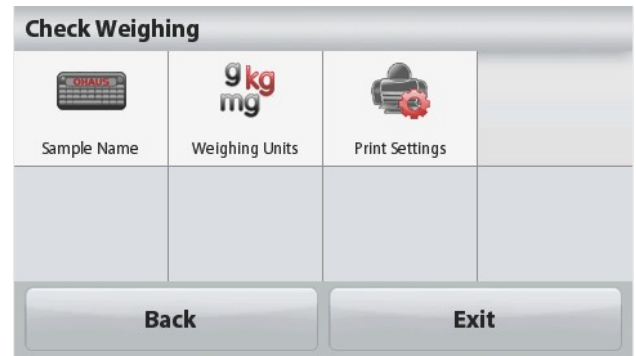 Check Weighing
OHAUS
g kg
mg
Sample Name
Weighing Units
Print Settings
Back
Exit